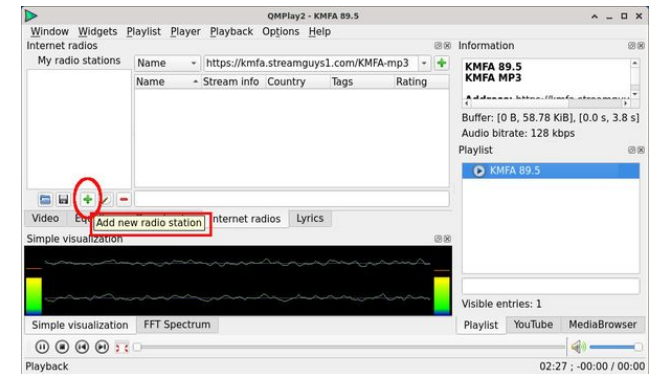 QMPlay2 - KMFA 89.5
Window Widgets Playlist Player Playback Options Help
Internet radios
My radio stations
Name
https://kmfa.streamguys1.com/KMFA-mp3
Name Stream info Country Tags Rating
Add new radio station
Video
Internet radios Lyrics
Simple visualization
Simple visualization FFT Spectrum
Information
KMFA 89.5
KMFA MP3
Buffer: [0 B, 58.78 KiB], [0.0 s, 3.8 s]
Audio bitrate: 128 kbps
Playlist
KMFA 89.5
Visible entries: 1
Playlist YouTube MediaBrowser
Playback
02:27 ; -00:00 / 00:00